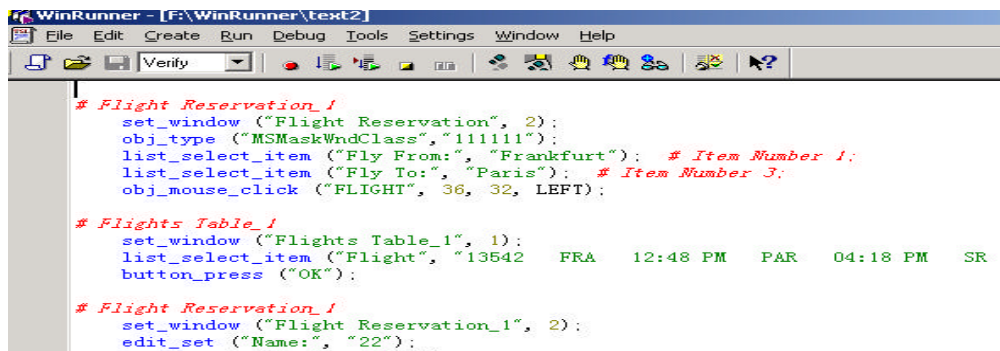 WinRunner - [F:\WinRunner\text2]
File Edit Create Run Debug Tools Settings Window Help
Verify
# Flight Reservation_1
set_window ("Flight Reservation", 2);
obj_type ("MSMaskWndClass","111111");
list_select_item ("Fly From:", "Frankfurt"); # Item Number 1;
list_select_item ("Fly To:", "Paris"); # Item Number 3;
obj_mouse_click ("FLIGHT", 36, 32, LEFT);
# Flights Table_1
set_window ("Flights Table_1", 1);
list_select_item ("Flight", "13542 FRA 12:48 PM PAR 04:18 PM SR
button_press ("OK");
# Flight Reservation_1
set_window ("Flight Reservation_1", 2);
edit_set ("Name:", "22");